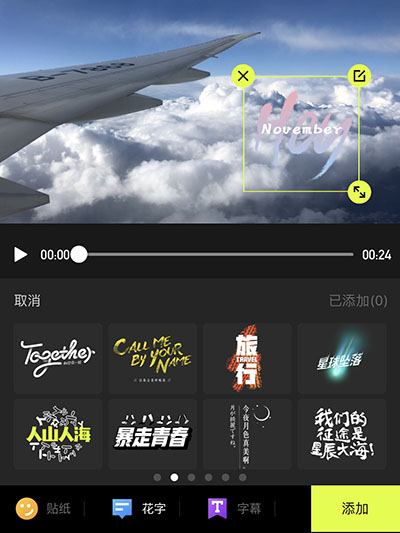 B-788
Hey
November
00:00
00:24
取消
已添加(0)
Together
CALL ME
BY YOUR
NAME
旅
TRAVEL
行
星球坠落
人山人海
暴走青春
今夜月色真美啊
月が綺麗ですね。
我们的
征途是
星辰大海!
贴纸
花字
T
字幕
添加